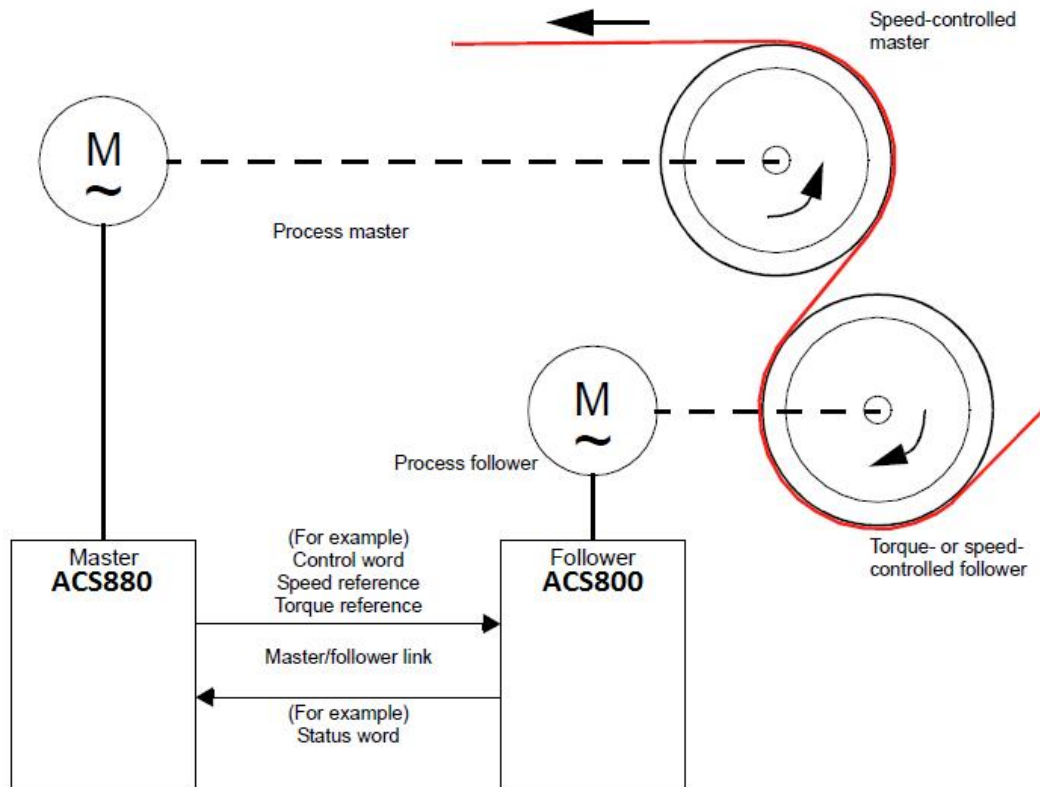 Speed-controlled
master
M
~
Process master
M
~
Process follower
Torque- or speed-
controlled follower
Master
ACS880
(For example)
Control word
Speed reference
Torque reference
Master/follower link
(For example)
Status word
Follower
ACS800